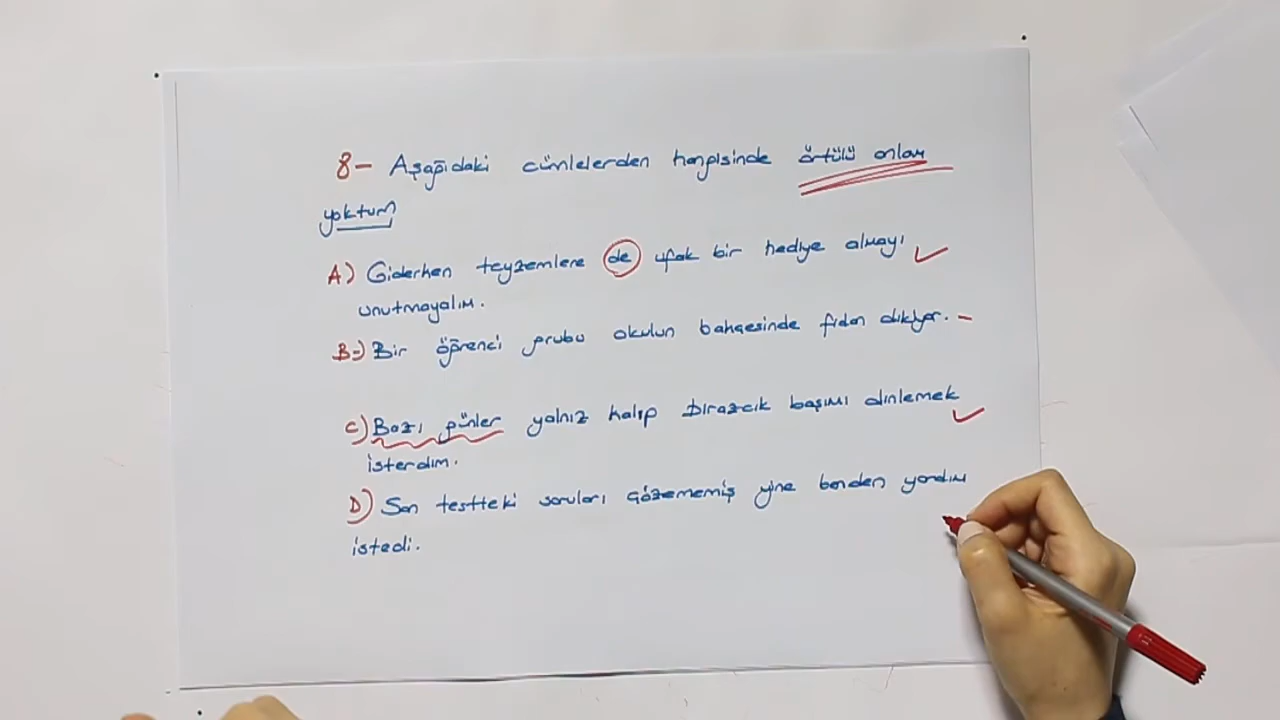 8- Aşağıdaki cümlelerden hangisinde örtülü anlam
yoktur?
A) Giderken teyzemlere de ufak bir hediye almayı
unutmayalım.
B-) Bir öğrenci grubu okulun bahçesinde fidan dikiyor.
C) Bazı günler yalnız kalıp birazcık başımı dinlemek
isterdim.
D) Son testteki soruları çözememiş yine benden yardım
istedi.